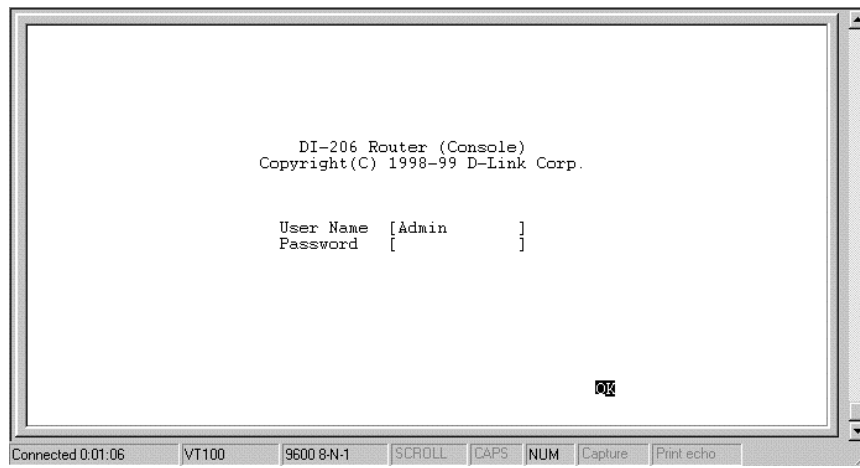 DI-206 Router (Console)
Copyright(C) 1998-99 D-Link Corp.
User Name [Admin ]
Password [ ]
OK
Connected 0:01:06 VT100 9600 8-N-1 SCROLL CAPS NUM Capture Print echo